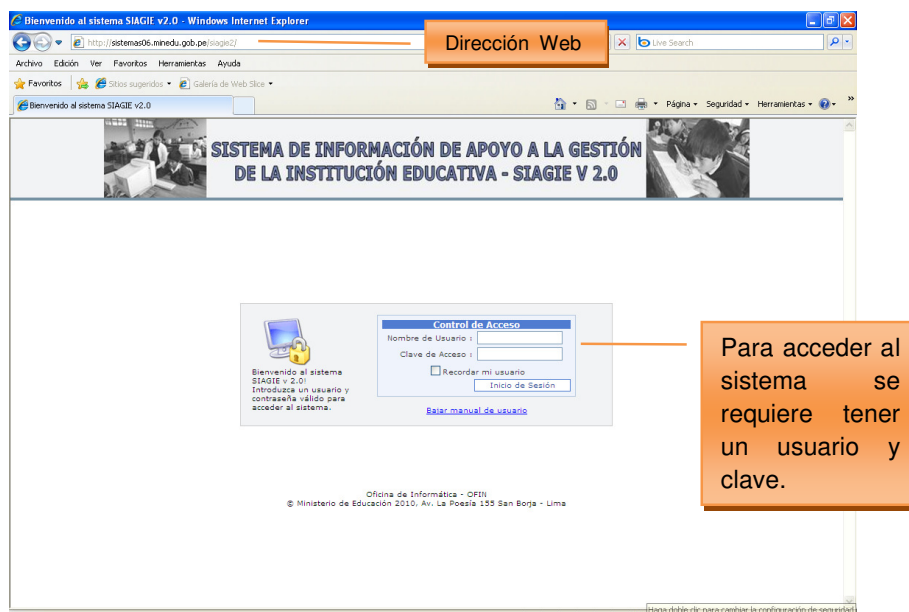 Bienvenido al sistema SIAGIE v2.0 - Windows Internet Explorer
http://sistemas06.minedu.gob.pe/siagie2/
Dirección Web
Live Search
Archivo Edición Ver Favoritos Herramientas Ayuda
Favoritos Sitios sugeridos Galería de Web Slice
Bienvenido al sistema SIAGIE v2.0
Página Seguridad Herramientas
SISTEMA DE INFORMACIÓN DE APOYO A LA GESTIÓN
DE LA INSTITUCIÓN EDUCATIVA - SIAGIE V 2.0
Control de Acceso
Nombre de Usuario :
Clave de Acceso :
Recordar mi usuario
Inicio de Sesión
Bajar manual de usuario
Bienvenido al sistema
SIAGIE v 2.0!
Introduzca un usuario y
contraseña válido para
acceder al sistema.
Para acceder al
sistema se
requiere tener
un usuario y
clave.
Oficina de Informática - OFIN
© Ministerio de Educación 2010, Av. La Poesía 155 San Borja - Lima
Haga doble clic para cambiar la configuración de seguridad